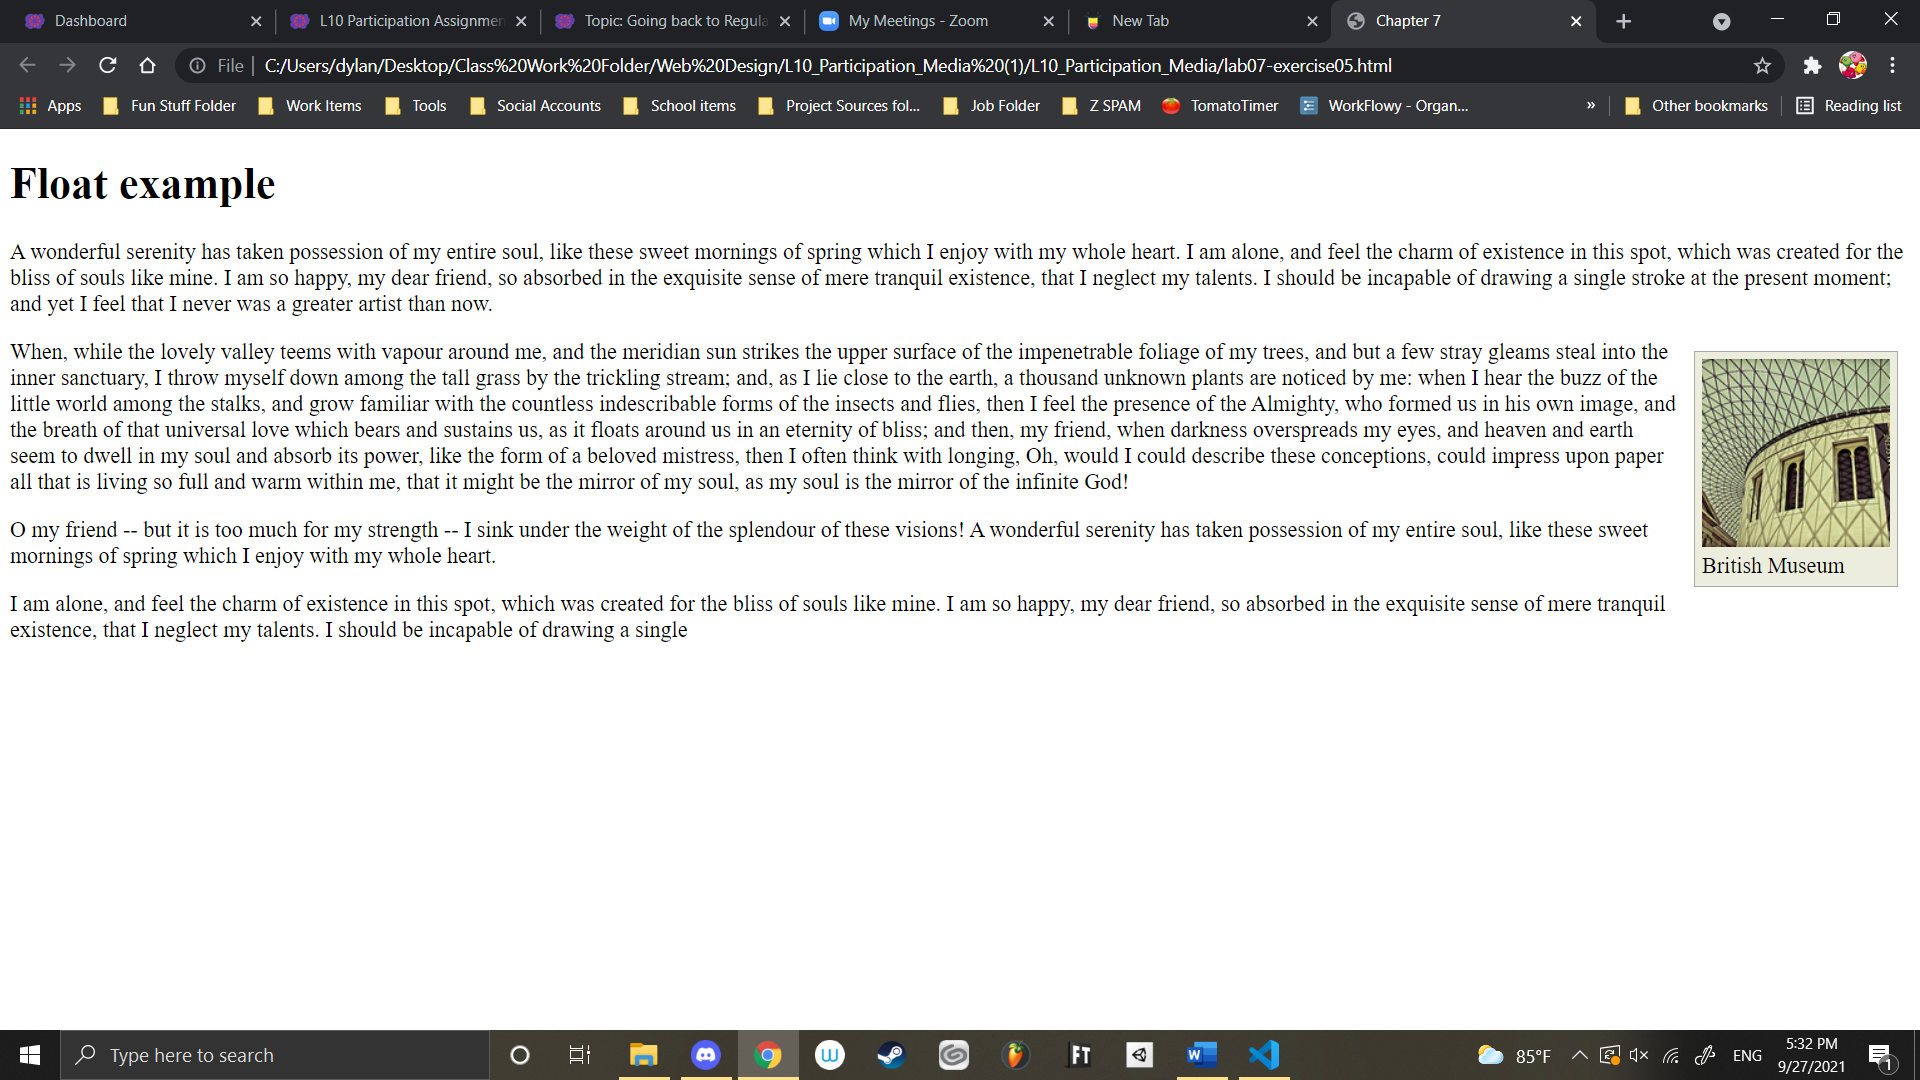 Dashboard
L10 Participation Assignmen
Topic: Going back to Regula
My Meetings - Zoom
New Tab
Chapter 7
File
C:/Users/dylan/Desktop/Class%20Work%20Folder/Web%20Design/L10_Participation_Media%20(1)/L10_Participation_Media/lab07-exercise05.html
Apps
Fun Stuff Folder
Work Items
Tools
Social Accounts
School items
Project Sources fol...
Job Folder
Z SPAM
TomatoTimer
WorkFlowy - Organ...
»
Other bookmarks
Reading list
Float example
A wonderful serenity has taken possession of my entire soul, like these sweet mornings of spring which I enjoy with my whole heart. I am alone, and feel the charm of existence in this spot, which was created for the
bliss of souls like mine. I am so happy, my dear friend, so absorbed in the exquisite sense of mere tranquil existence, that I neglect my talents. I should be incapable of drawing a single stroke at the present moment;
and yet I feel that I never was a greater artist than now.
When, while the lovely valley teems with vapour around me, and the meridian sun strikes the upper surface of the impenetrable foliage of my trees, and but a few stray gleams steal into the
inner sanctuary, I throw myself down among the tall grass by the trickling stream; and, as I lie close to the earth, a thousand unknown plants are noticed by me: when I hear the buzz of the
little world among the stalks, and grow familiar with the countless indescribable forms of the insects and flies, then I feel the presence of the Almighty, who formed us in his own image, and
the breath of that universal love which bears and sustains us, as it floats around us in an eternity of bliss; and then, my friend, when darkness overspreads my eyes, and heaven and earth
seem to dwell in my soul and absorb its power, like the form of a beloved mistress, then I often think with longing, Oh, would I could describe these conceptions, could impress upon paper
all that is living so full and warm within me, that it might be the mirror of my soul, as my soul is the mirror of the infinite God!
British Museum
O my friend -- but it is too much for my strength -- I sink under the weight of the splendour of these visions! A wonderful serenity has taken possession of my entire soul, like these sweet
mornings of spring which I enjoy with my whole heart.
I am alone, and feel the charm of existence in this spot, which was created for the bliss of souls like mine. I am so happy, my dear friend, so absorbed in the exquisite sense of mere tranquil
existence, that I neglect my talents. I should be incapable of drawing a single
Type here to search
W
FT
W
85°F
ENG
5:32 PM
9/27/2021
1